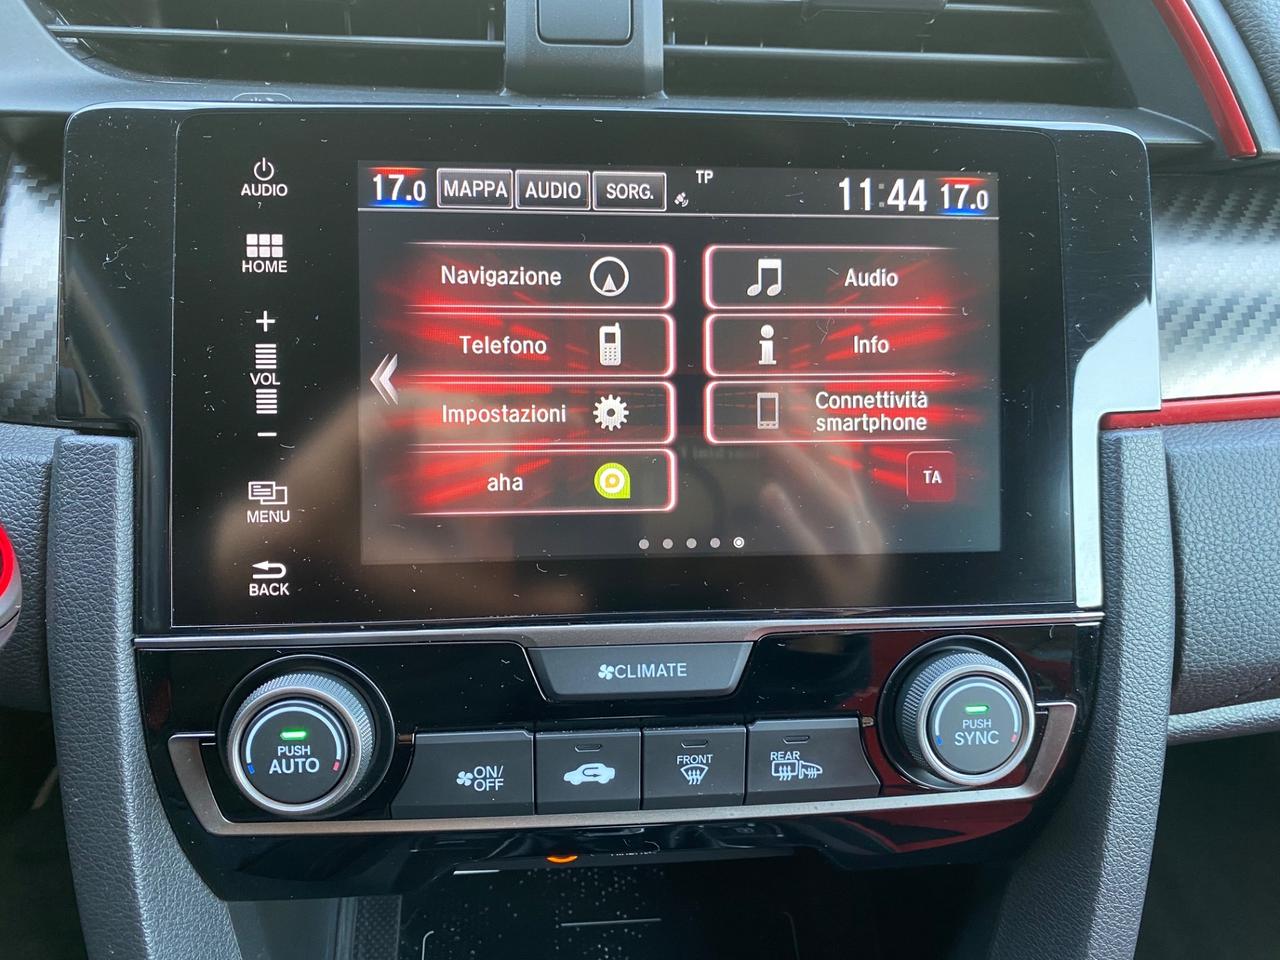 AUDIO
HOME
+
VOL
−
MENU
BACK
17.0 MAPPA AUDIO SORG. TP 11:44 17.0
Navigazione
Audio
Telefono
Info
Impostazioni
Connettività
smartphone
aha
TA
CLIMATE
PUSH
AUTO
ON/
OFF
FRONT
REAR
PUSH
SYNC